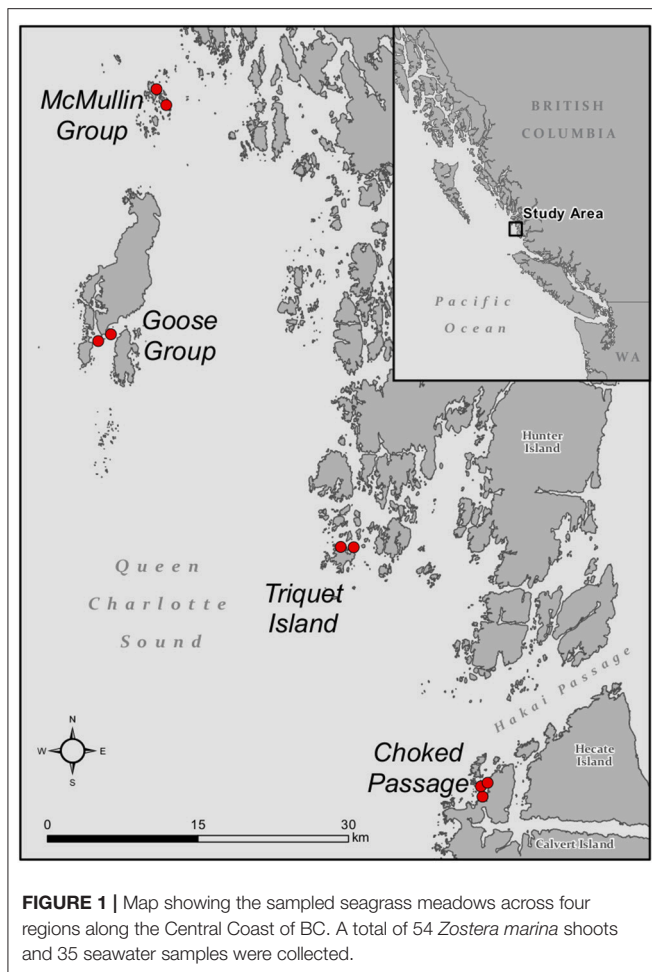 McMullin
Group
BRITISH
COLUMBIA
Study Area
Pacific
Ocean
WA
Goose
Group
Hunter
Island
Queen
Charlotte
Sound
Triquet
Island
Hakai Passage
N
W E
S
Choked
Passage
Hecate
Island
Calvert Island
0 15 30
km
FIGURE 1 | Map showing the sampled seagrass meadows across four
regions along the Central Coast of BC. A total of 54 Zostera marina shoots
and 35 seawater samples were collected.